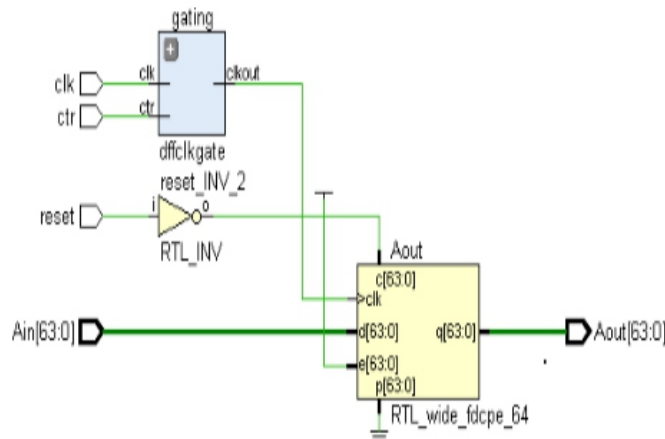 gating
clk
clk
clkout
ctr
ctr
dffclkgate
reset_INV_2
reset
i
o
RTL_INV
Aout
c[63:0]
clk
Ain[63:0]
d[63:0]
q[63:0]
Aout[63:0]
e[63:0]
p[63:0]
RTL_wide_fdcpe_64